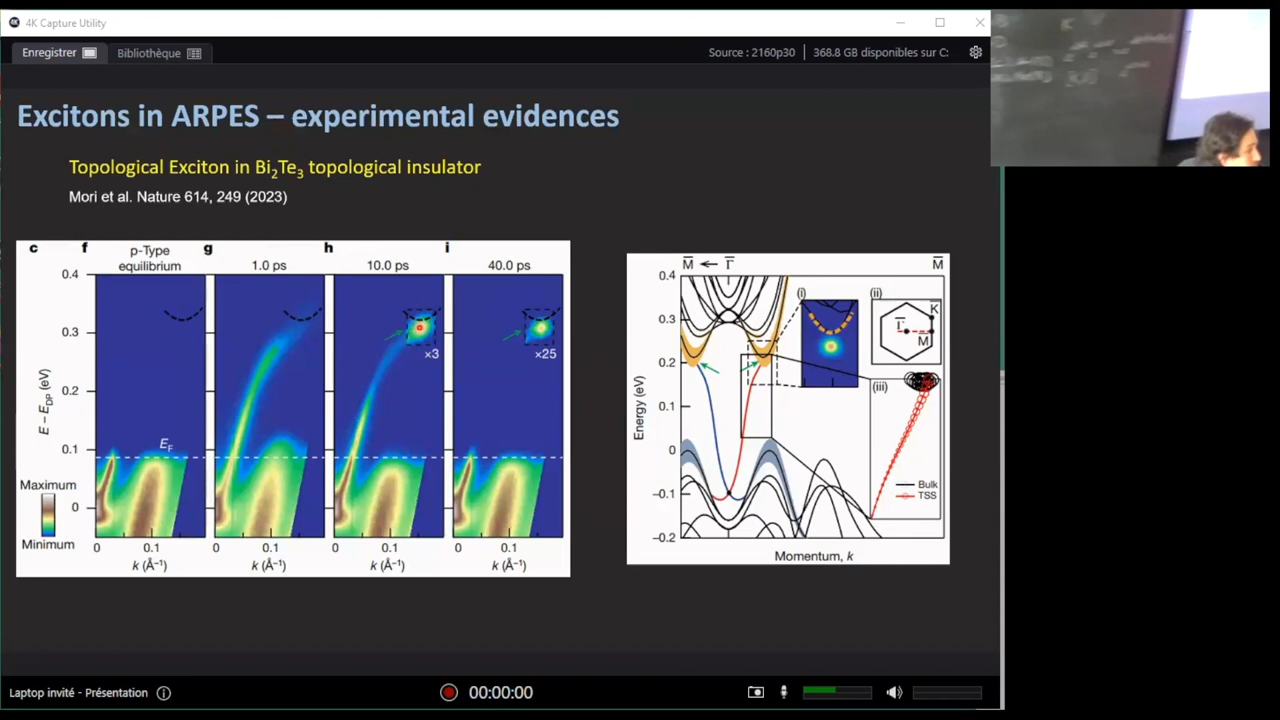 4K Capture Utility
Enregistrer Bibliothèque Source : 2160p30 368.8 GB disponibles sur C:
Excitons in ARPES – experimental evidences
Topological Exciton in Bi₂Te₃ topological insulator
Mori et al. Nature 614, 249 (2023)
c f p-Type equilibrium g 1.0 ps h 10.0 ps i 40.0 ps
0.4
0.3
0.2
0.1
0
E – E_DP (eV)
E_F
×3
×25
Maximum
Minimum
0 0.1 0 0.1 0 0.1 0 0.1
k (Å⁻¹) k (Å⁻¹) k (Å⁻¹) k (Å⁻¹)
M̅ ← Γ̅ M̅
0.4
0.3
0.2
0.1
0
–0.1
–0.2
Energy (eV)
(i)
(ii)
K̅
Γ̅
M̅
(iii)
Bulk
TSS
Momentum, k
Laptop invité - Présentation 00:00:00